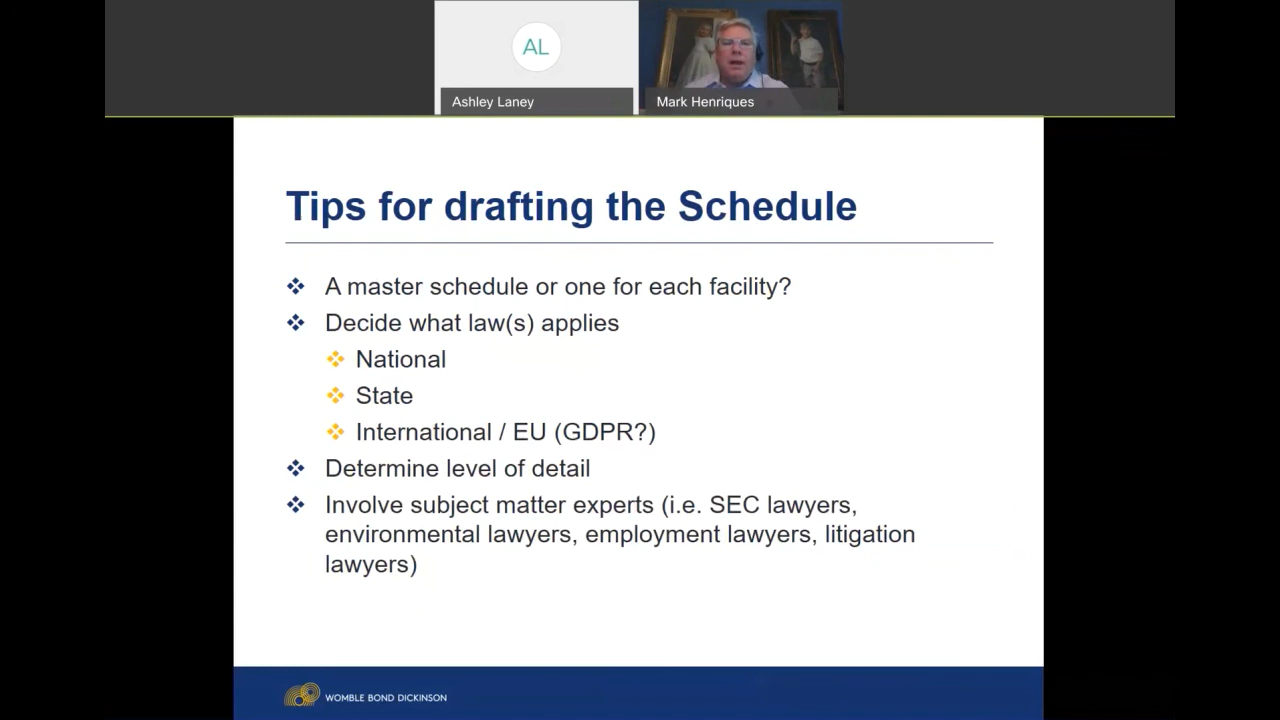 AL
Ashley Laney
Mark Henriques
Tips for drafting the Schedule
A master schedule or one for each facility?
Decide what law(s) applies
National
State
International / EU (GDPR?)
Determine level of detail
Involve subject matter experts (i.e. SEC lawyers,
environmental lawyers, employment lawyers, litigation
lawyers)
WOMBLE BOND DICKINSON